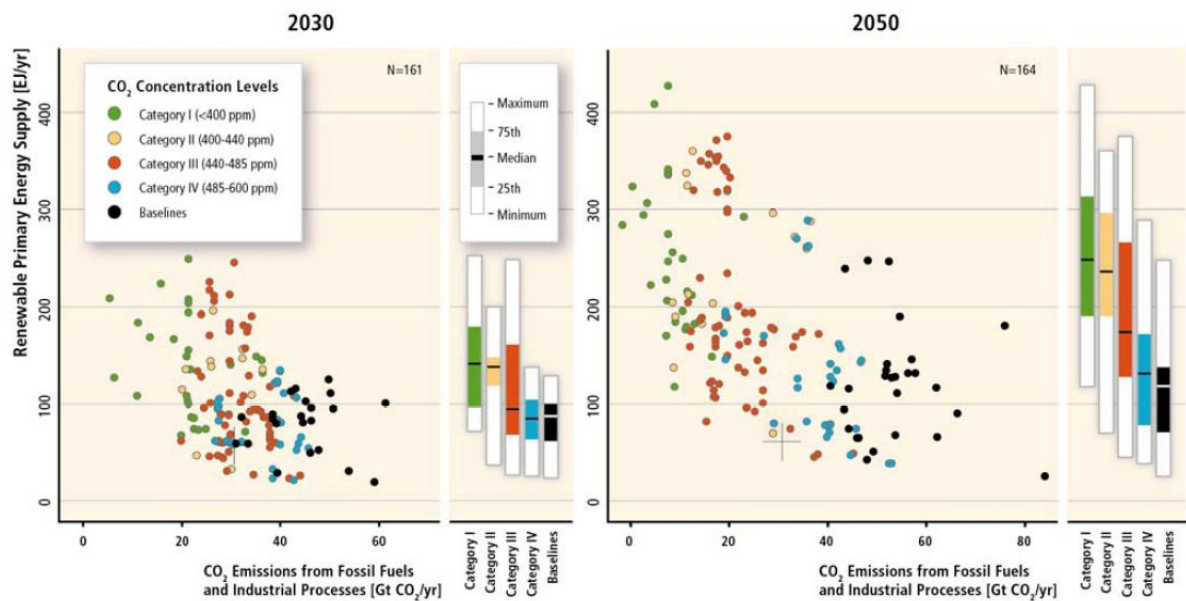 2030
2050
Renewable Primary Energy Supply [EJ/yr]
400
300
200
100
0
CO2 Concentration Levels
Category I (<400 ppm)
Category II (400-440 ppm)
Category III (440-485 ppm)
Category IV (485-600 ppm)
Baselines
N=161
Maximum
75th
Median
25th
Minimum
0
20
40
60
CO2 Emissions from Fossil Fuels
and Industrial Processes [Gt CO2/yr]
Category I
Category II
Category III
Category IV
Baselines
400
300
200
100
0
N=164
0
20
40
60
80
CO2 Emissions from Fossil Fuels
and Industrial Processes [Gt CO2/yr]
Category I
Category II
Category III
Category IV
Baselines